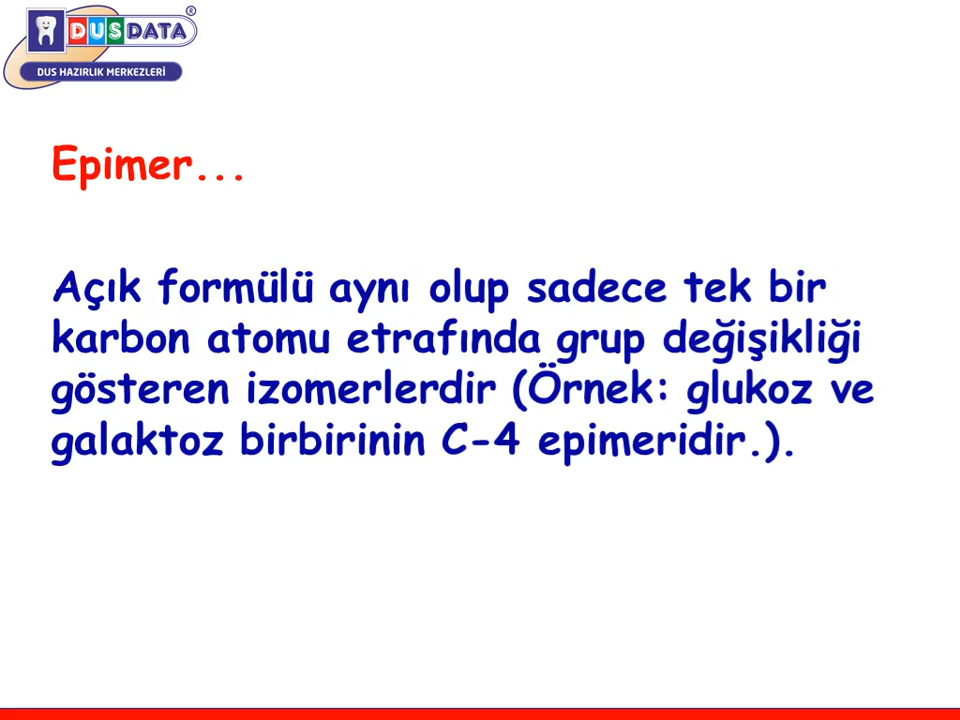 DUSDATA®
DUS HAZIRLIK MERKEZLERİ
Epimer...
Açık formülü aynı olup sadece tek bir
karbon atomu etrafında grup değişikliği
gösteren izomerlerdir (Örnek: glukoz ve
galaktoz birbirinin C-4 epimeridir.).